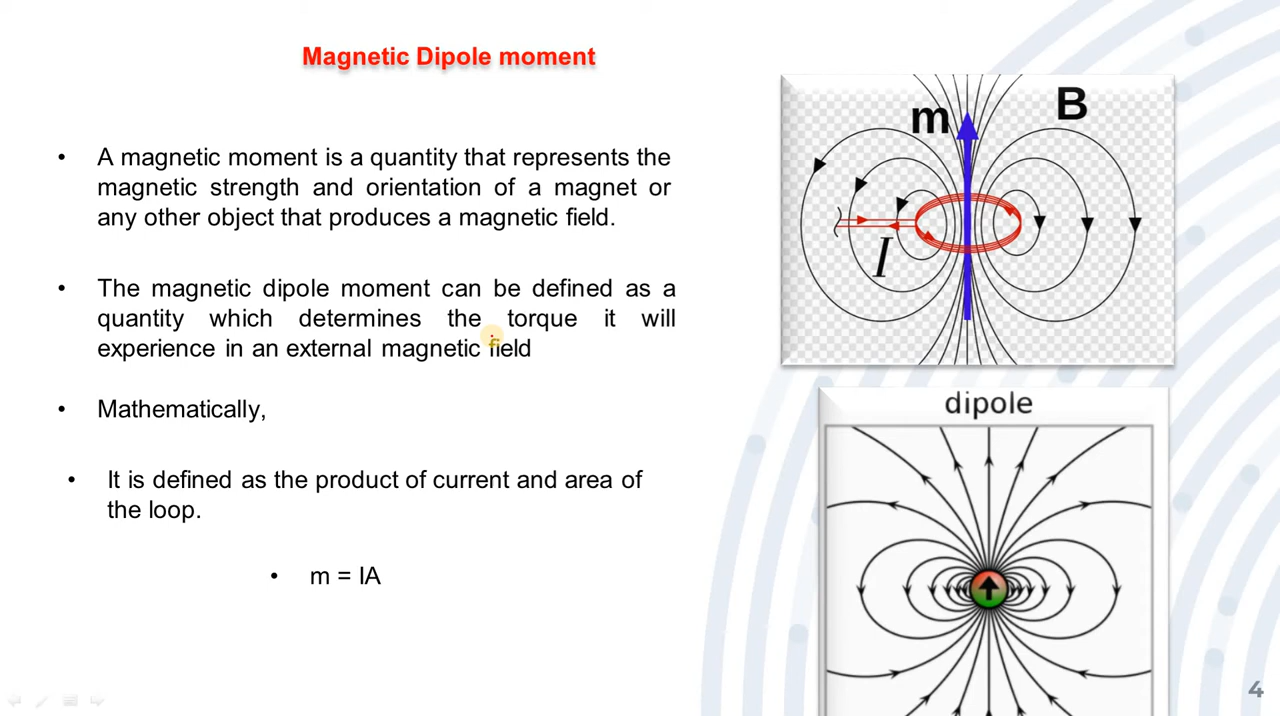 Magnetic Dipole moment
• A magnetic moment is a quantity that represents the
magnetic strength and orientation of a magnet or
any other object that produces a magnetic field.
• The magnetic dipole moment can be defined as a
quantity which determines the torque it will
experience in an external magnetic field
• Mathematically,
• It is defined as the product of current and area of
the loop.
• m = IA
m
B
I
dipole
4